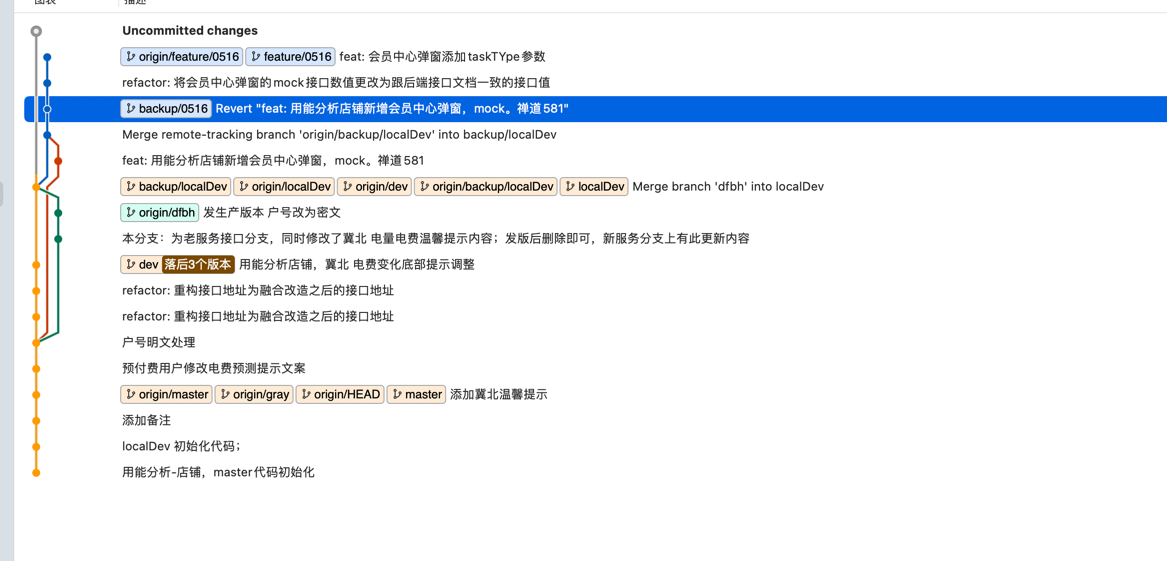 图表 描述
Uncommitted changes
origin/feature/0516 feature/0516 feat: 会员中心弹窗添加taskTYpe参数
refactor: 将会员中心弹窗的mock接口数值更改为跟后端接口文档一致的接口值
backup/0516 Revert "feat: 用能分析店铺新增会员中心弹窗，mock。禅道581"
Merge remote-tracking branch 'origin/backup/localDev' into backup/localDev
feat: 用能分析店铺新增会员中心弹窗，mock。禅道581
backup/localDev origin/localDev origin/dev origin/backup/localDev localDev Merge branch 'dfbh' into localDev
origin/dfbh 发生产版本 户号改为密文
本分支：为老服务接口分支，同时修改了冀北 电量电费温馨提示内容；发版后删除即可，新服务分支上有此更新内容
dev 落后3个版本 用能分析店铺，冀北 电费变化底部提示调整
refactor: 重构接口地址为融合改造之后的接口地址
refactor: 重构接口地址为融合改造之后的接口地址
户号明文处理
预付费用户修改电费预测提示文案
origin/master origin/gray origin/HEAD master 添加冀北温馨提示
添加备注
localDev 初始化代码；
用能分析-店铺，master代码初始化